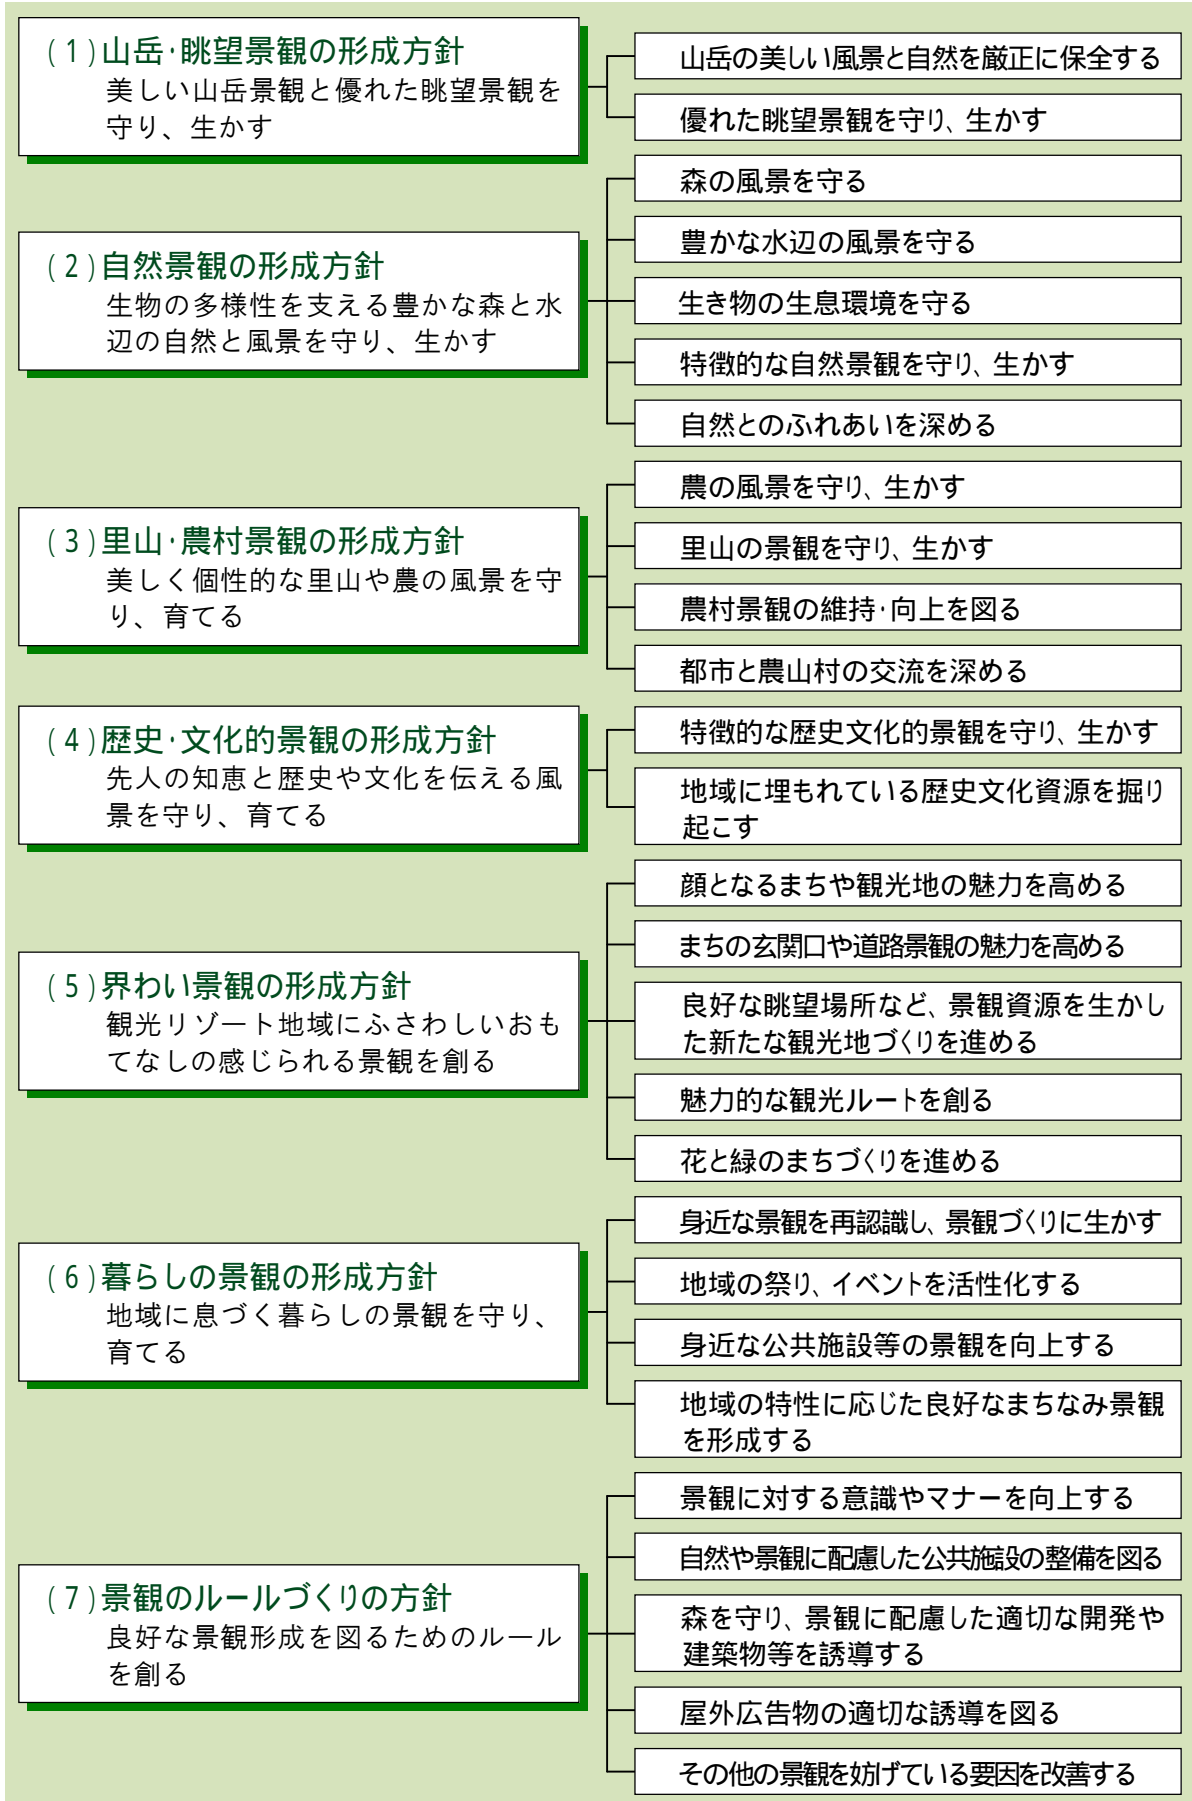 (1)山岳･眺望景観の形成方針
美しい山岳景観と優れた眺望景観を
守り、生かす
山岳の美しい風景と自然を厳正に保全する
優れた眺望景観を守り、生かす
(2)自然景観の形成方針
生物の多様性を支える豊かな森と水
辺の自然と風景を守り、生かす
森の風景を守る
豊かな水辺の風景を守る
生き物の生息環境を守る
特徴的な自然景観を守り、生かす
自然とのふれあいを深める
(3)里山･農村景観の形成方針
美しく個性的な里山や農の風景を守
り、育てる
農の風景を守り、生かす
里山の景観を守り、生かす
農村景観の維持･向上を図る
都市と農山村の交流を深める
(4)歴史･文化的景観の形成方針
先人の知恵と歴史や文化を伝える風
景を守り、育てる
特徴的な歴史文化的景観を守り、生かす
地域に埋もれている歴史文化資源を掘り
起こす
(5)界わい景観の形成方針
観光リゾート地域にふさわしいおも
てなしの感じられる景観を創る
顔となるまちや観光地の魅力を高める
まちの玄関口や道路景観の魅力を高める
良好な眺望場所など、景観資源を生かし
た新たな観光地づくりを進める
魅力的な観光ルートを創る
花と緑のまちづくりを進める
(6)暮らしの景観の形成方針
地域に息づく暮らしの景観を守り、
育てる
身近な景観を再認識し、景観づくりに生かす
地域の祭り、イベントを活性化する
身近な公共施設等の景観を向上する
地域の特性に応じた良好なまちなみ景観
を形成する
(7)景観のルールづくりの方針
良好な景観形成を図るためのルール
を創る
景観に対する意識やマナーを向上する
自然や景観に配慮した公共施設の整備を図る
森を守り、景観に配慮した適切な開発や
建築物等を誘導する
屋外広告物の適切な誘導を図る
その他の景観を妨げている要因を改善する